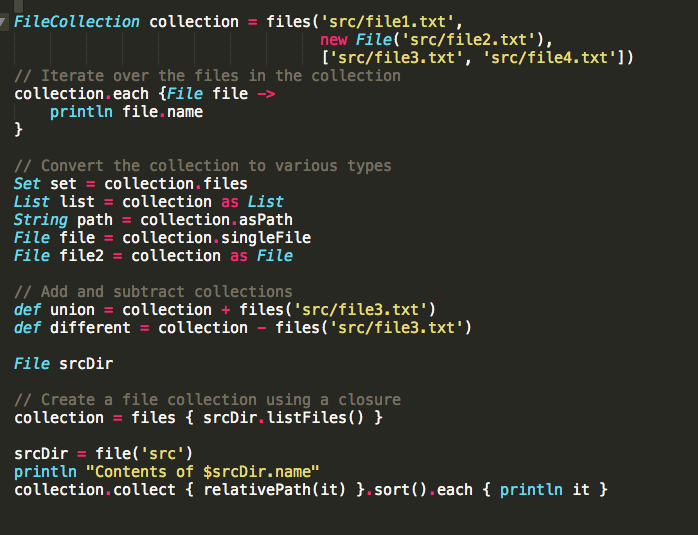 FileCollection collection = files('src/file1.txt',
                                  new File('src/file2.txt'),
                                  ['src/file3.txt', 'src/file4.txt'])
// Iterate over the files in the collection
collection.each {File file ->
    println file.name
}

// Convert the collection to various types
Set set = collection.files
List list = collection as List
String path = collection.asPath
File file = collection.singleFile
File file2 = collection as File

// Add and subtract collections
def union = collection + files('src/file3.txt')
def different = collection - files('src/file3.txt')

File srcDir

// Create a file collection using a closure
collection = files { srcDir.listFiles() }

srcDir = file('src')
println "Contents of $srcDir.name"
collection.collect { relativePath(it) }.sort().each { println it }